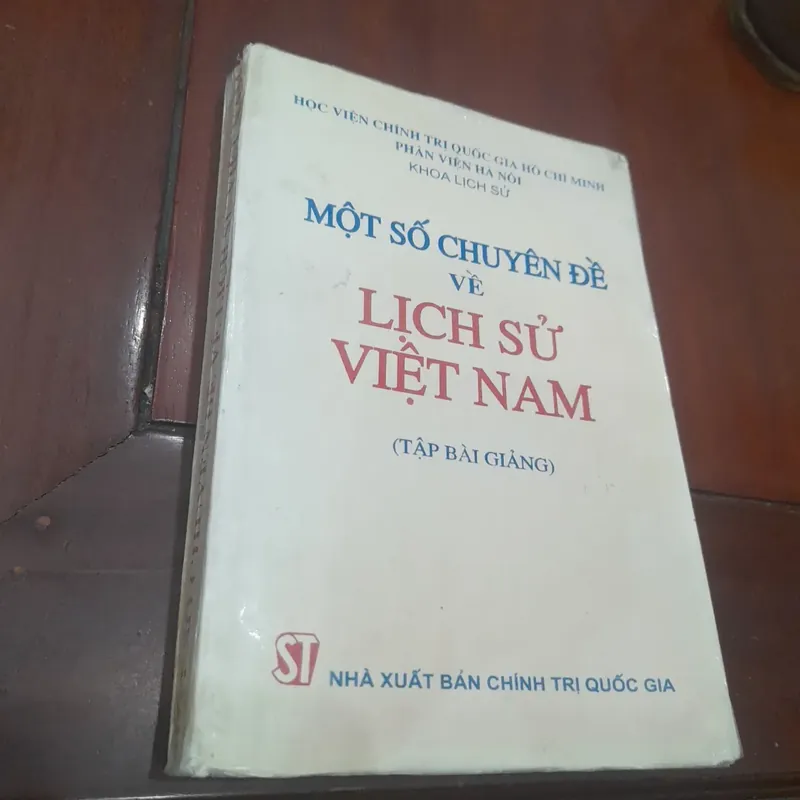 HỌC VIỆN CHÍNH TRỊ QUỐC GIA HỒ CHÍ MINH
PHÂN VIỆN HÀ NỘI
KHOA LỊCH SỬ
MỘT SỐ CHUYÊN ĐỀ
VỀ
LỊCH SỬ
VIỆT NAM
(TẬP BÀI GIẢNG)
ST
NHÀ XUẤT BẢN CHÍNH TRỊ QUỐC GIA